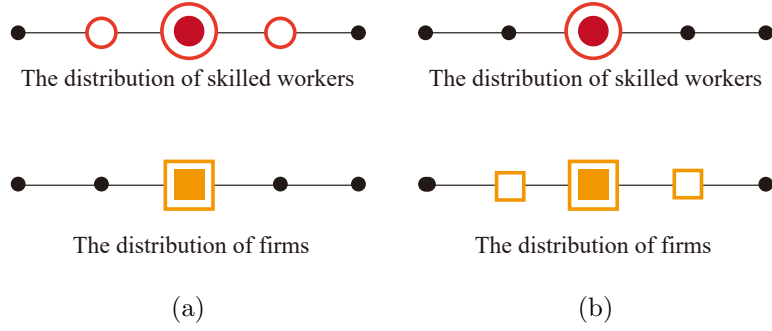 The distribution of skilled workers
The distribution of skilled workers
The distribution of firms
The distribution of firms
(a)
(b)